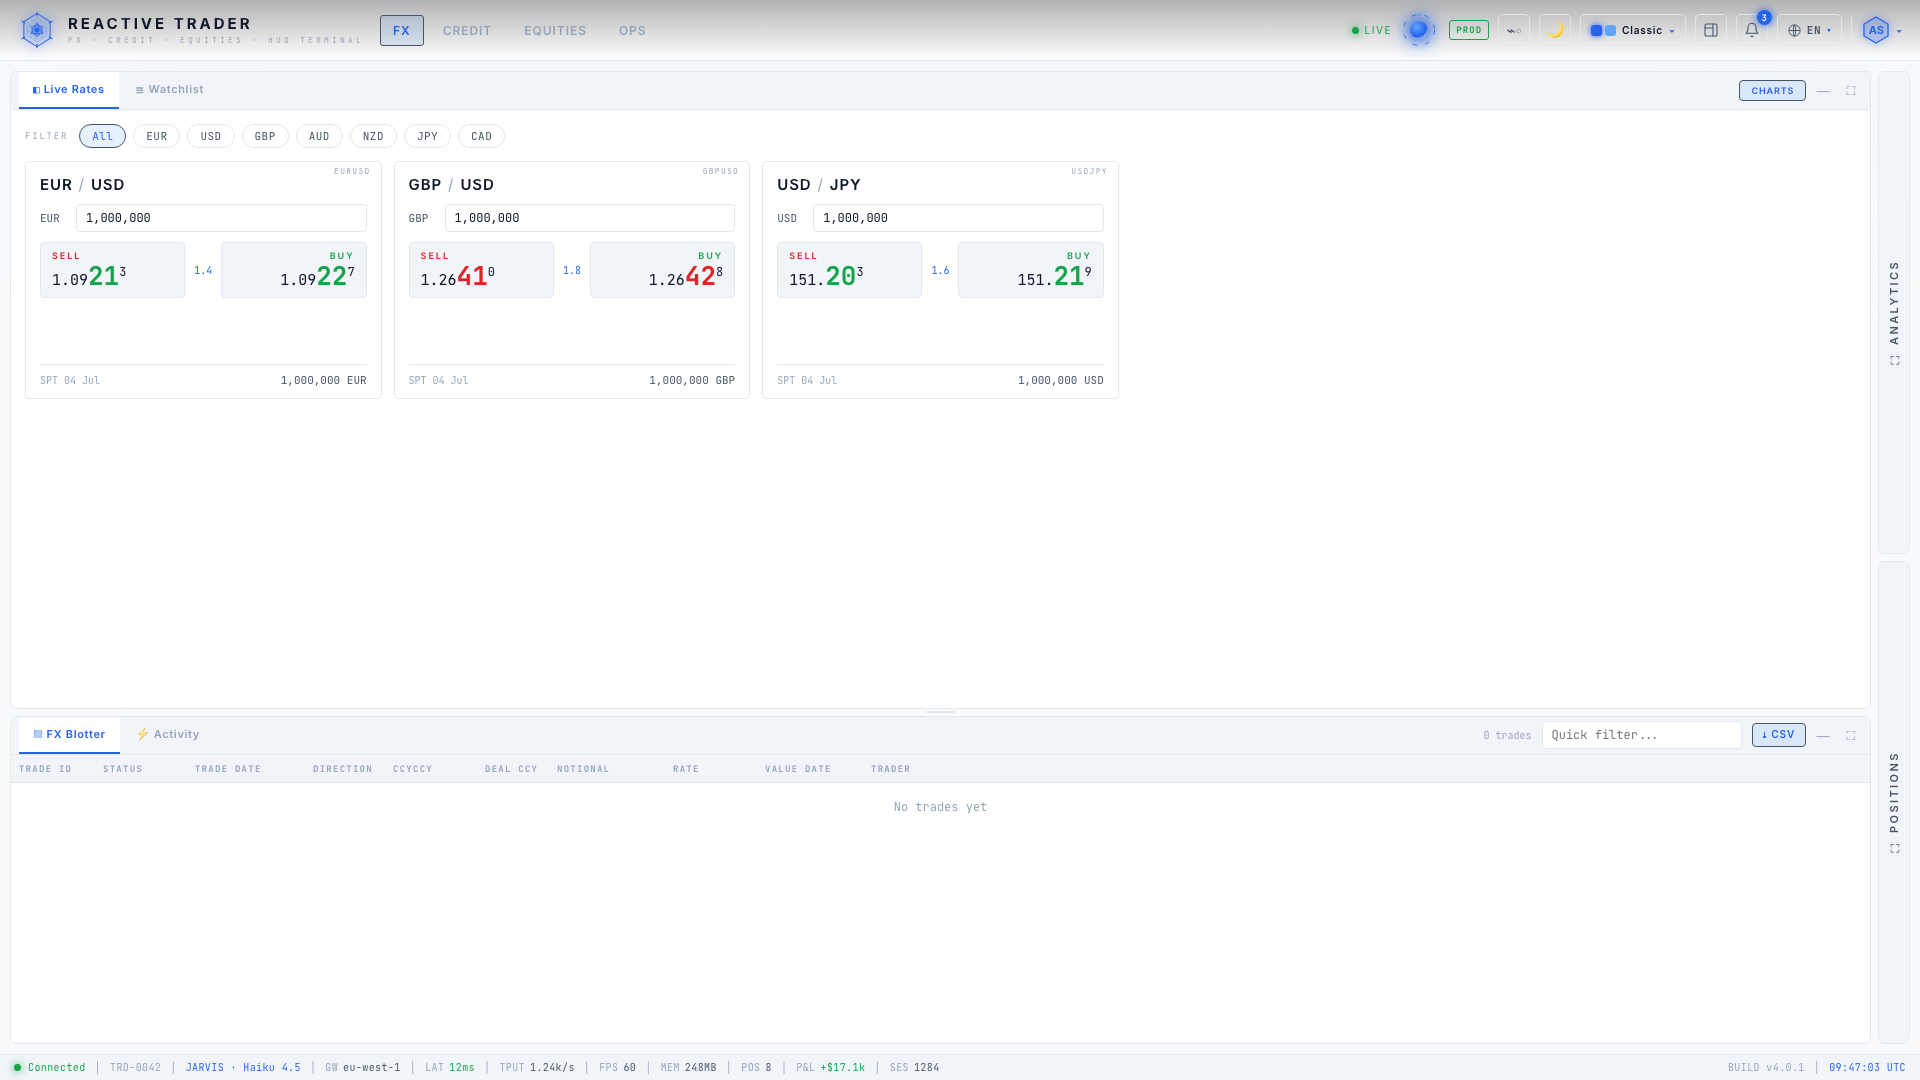 REACTIVE TRADER
FX · CREDIT · EQUITIES · HUD TERMINAL
FX CREDIT EQUITIES OPS
LIVE PROD Classic 3 EN AS
Live Rates Watchlist CHARTS
FILTER All EUR USD GBP AUD NZD JPY CAD
EURUSD
EUR / USD
EUR 1,000,000
SELL BUY
1.09213 1.4 1.09227
SPT 04 Jul 1,000,000 EUR
GBPUSD
GBP / USD
GBP 1,000,000
SELL BUY
1.26410 1.8 1.26428
SPT 04 Jul 1,000,000 GBP
USDJPY
USD / JPY
USD 1,000,000
SELL BUY
151.203 1.6 151.219
SPT 04 Jul 1,000,000 USD
ANALYTICS
FX Blotter Activity 0 trades Quick filter... ↓ CSV
TRADE ID STATUS TRADE DATE DIRECTION CCYCCY DEAL CCY NOTIONAL RATE VALUE DATE TRADER
No trades yet
POSITIONS
Connected TRD-0042 JARVIS · Haiku 4.5 GW eu-west-1 LAT 12ms TPUT 1.24k/s FPS 60 MEM 248MB POS 8 P&L +$17.1k SES 1284 BUILD v4.0.1 09:47:03 UTC